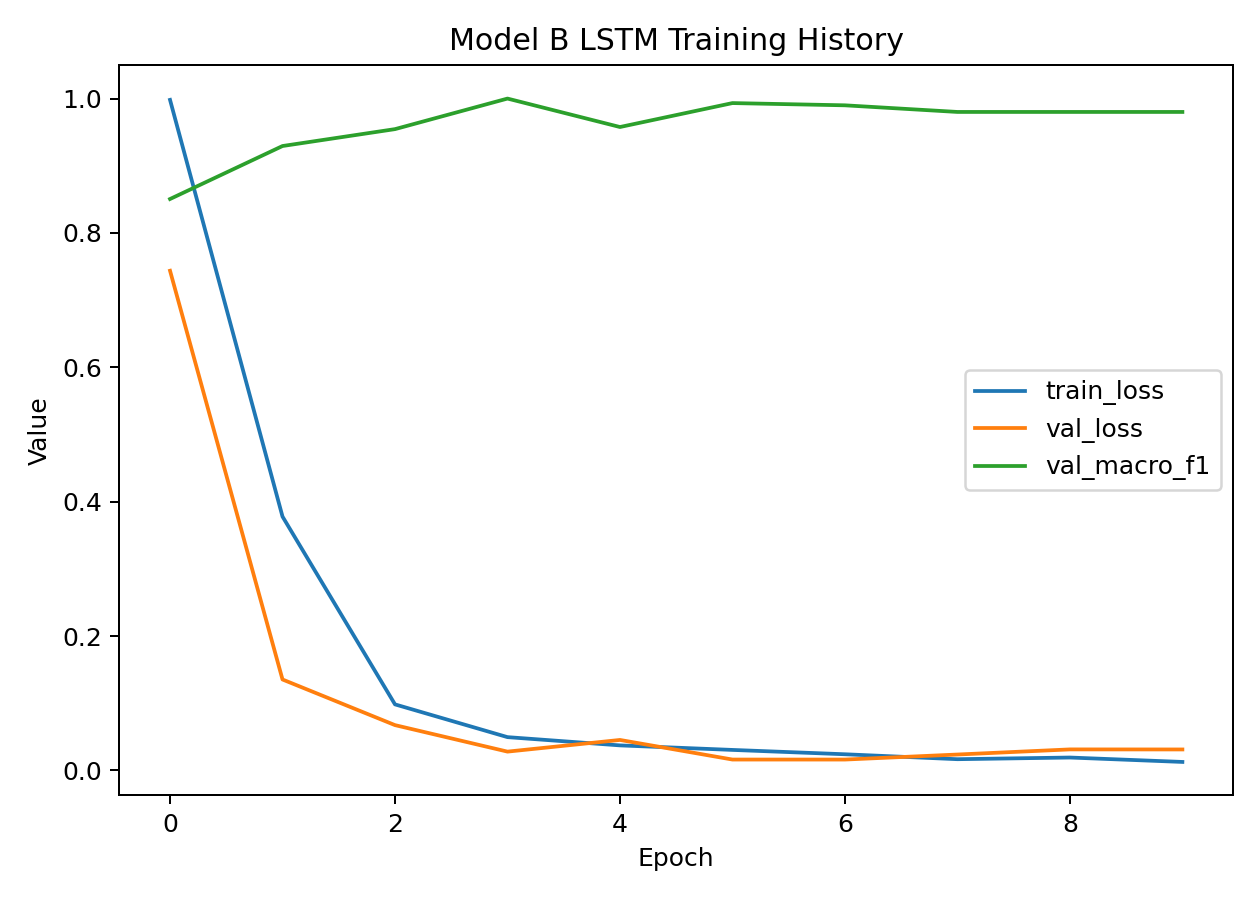 Model B LSTM Training History
1.0
0.8
0.6
0.4
0.2
0.0
Value
train_loss
val_loss
val_macro_f1
0 2 4 6 8
Epoch